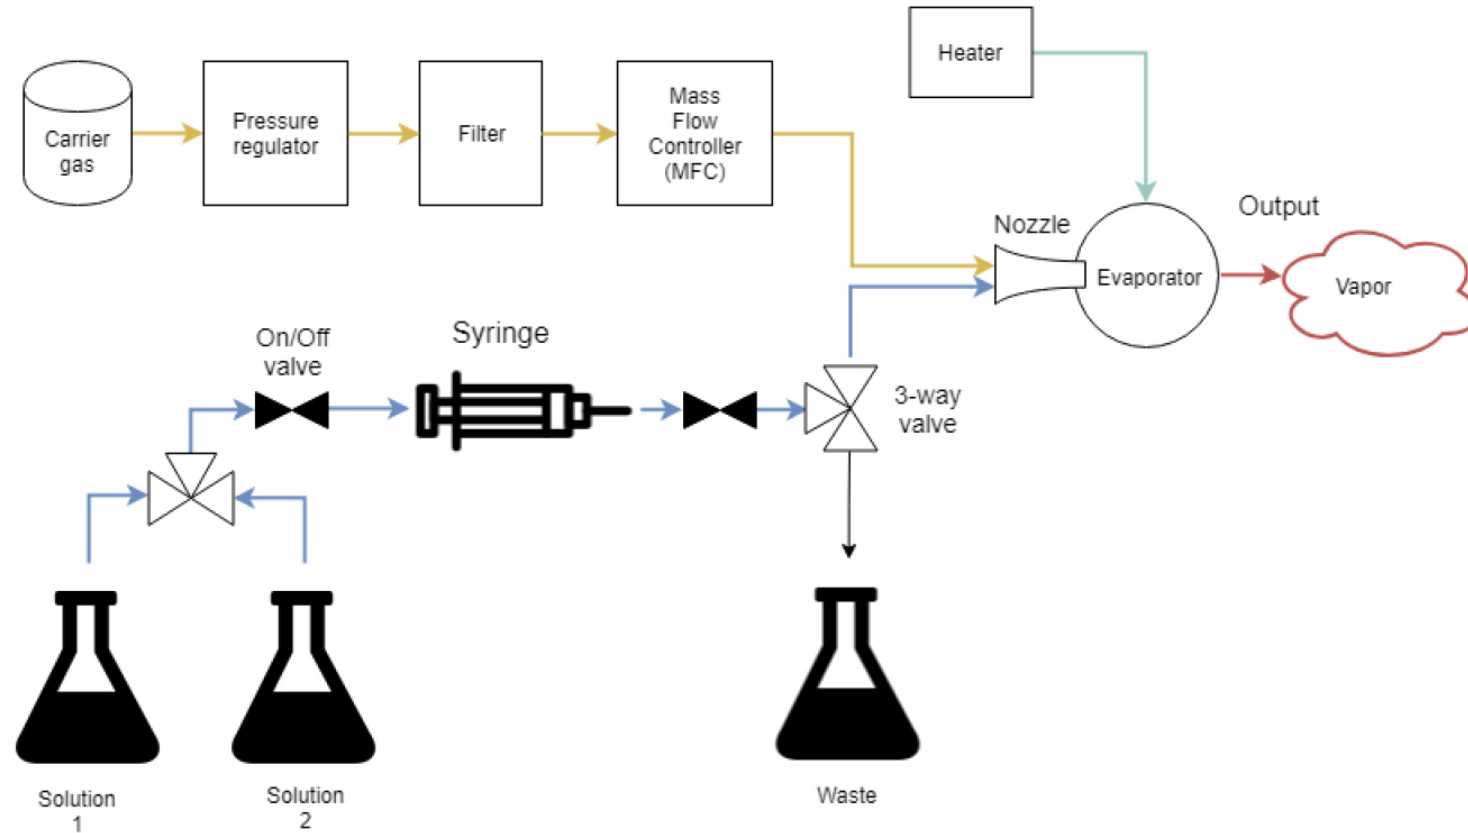 Heater
Carrier
gas
Pressure
regulator
Filter
Mass
Flow
Controller
(MFC)
Nozzle
Output
Evaporator
Vapor
On/Off
valve
Syringe
3-way
valve
Solution
1
Solution
2
Waste